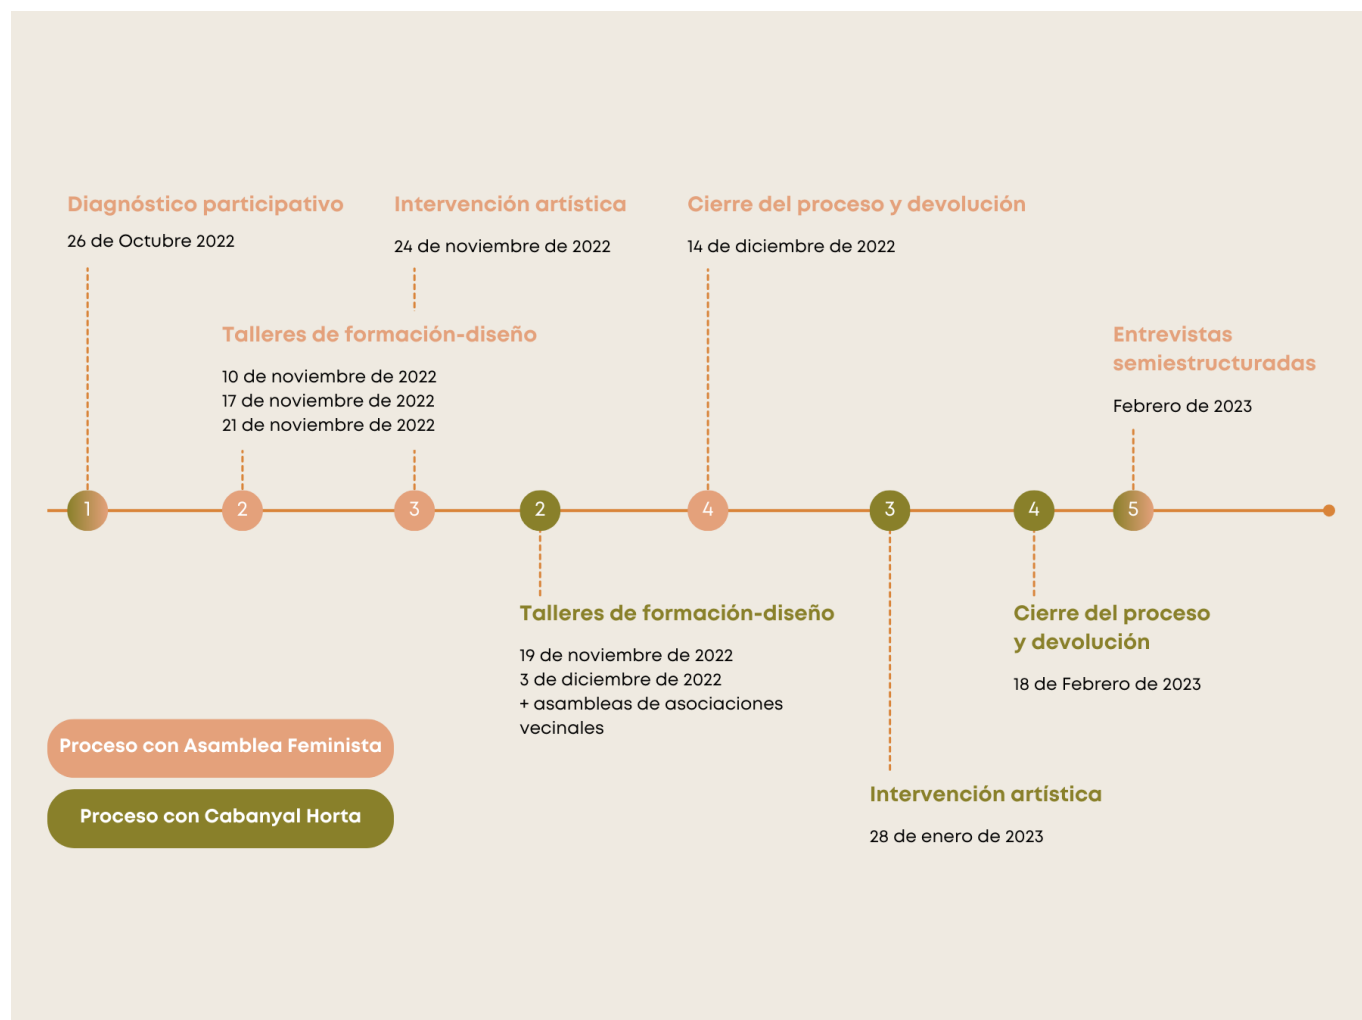 Diagnóstico participativo
26 de Octubre 2022
Intervención artística
24 de noviembre de 2022
Cierre del proceso y devolución
14 de diciembre de 2022
Talleres de formación-diseño
10 de noviembre de 2022
17 de noviembre de 2022
21 de noviembre de 2022
Entrevistas
semiestructuradas
Febrero de 2023
1
2
3
2
4
3
4
5
Talleres de formación-diseño
19 de noviembre de 2022
3 de diciembre de 2022
+ asambleas de asociaciones
vecinales
Cierre del proceso
y devolución
18 de Febrero de 2023
Intervención artística
28 de enero de 2023
Proceso con Asamblea Feminista
Proceso con Cabanyal Horta